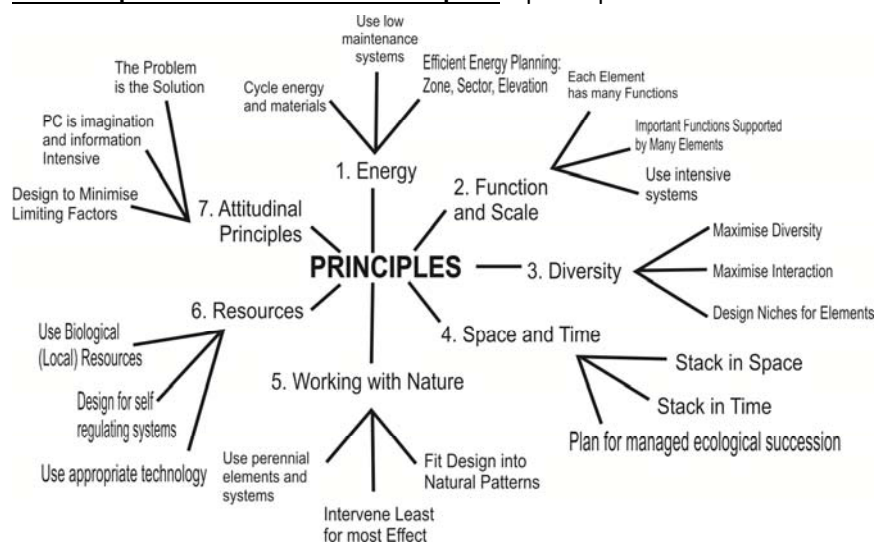 Use low
maintenance
systems
Efficient Energy Planning:
Zone, Sector, Elevation
Cycle energy
and materials
1. Energy
Each Element
has many Functions
Important Functions Supported
by Many Elements
Use intensive
systems
2. Function
and Scale
PRINCIPLES
3. Diversity
Maximise Diversity
Maximise Interaction
Design Niches for Elements
4. Space and Time
Stack in Space
Stack in Time
Plan for managed ecological succession
5. Working with Nature
Fit Design into
Natural Patterns
Intervene Least
for most Effect
Use perennial
elements and
systems
6. Resources
Use Biological
(Local) Resources
Design for self
regulating systems
Use appropriate technology
7. Attitudinal
Principles
The Problem
is the Solution
PC is imagination
and information
Intensive
Design to Minimise
Limiting Factors